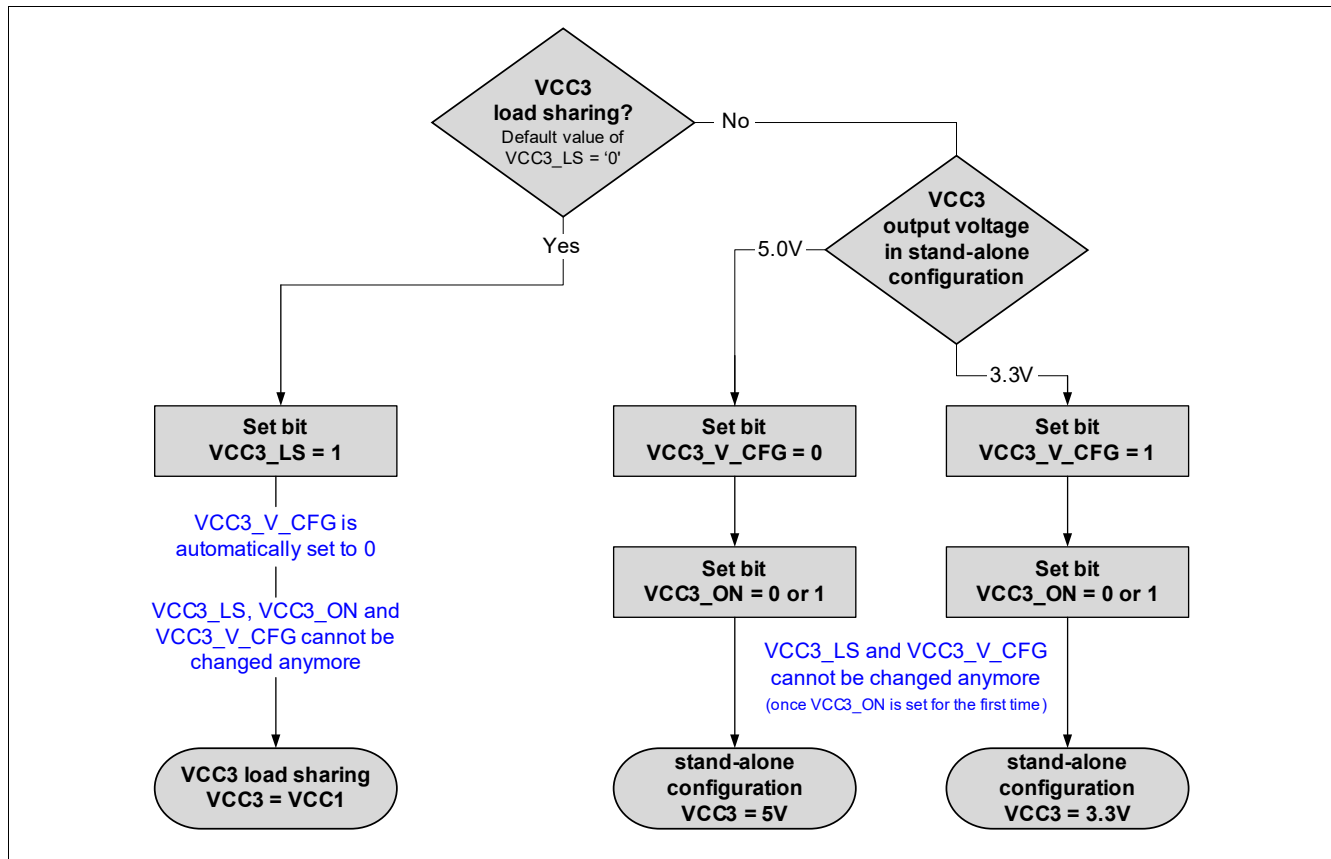 VCC3
load sharing?
Default value of
VCC3_LS = ‘0'
No
Yes
VCC3
output voltage
in stand-alone
configuration
5.0V
3.3V
Set bit
VCC3_LS = 1
Set bit
VCC3_V_CFG = 0
Set bit
VCC3_V_CFG = 1
VCC3_V_CFG is
automatically set to 0
VCC3_LS, VCC3_ON and
VCC3_V_CFG cannot be
changed anymore
Set bit
VCC3_ON = 0 or 1
Set bit
VCC3_ON = 0 or 1
VCC3_LS and VCC3_V_CFG
cannot be changed anymore
(once VCC3_ON is set for the first time)
VCC3 load sharing
VCC3 = VCC1
stand-alone
configuration
VCC3 = 5V
stand-alone
configuration
VCC3 = 3.3V